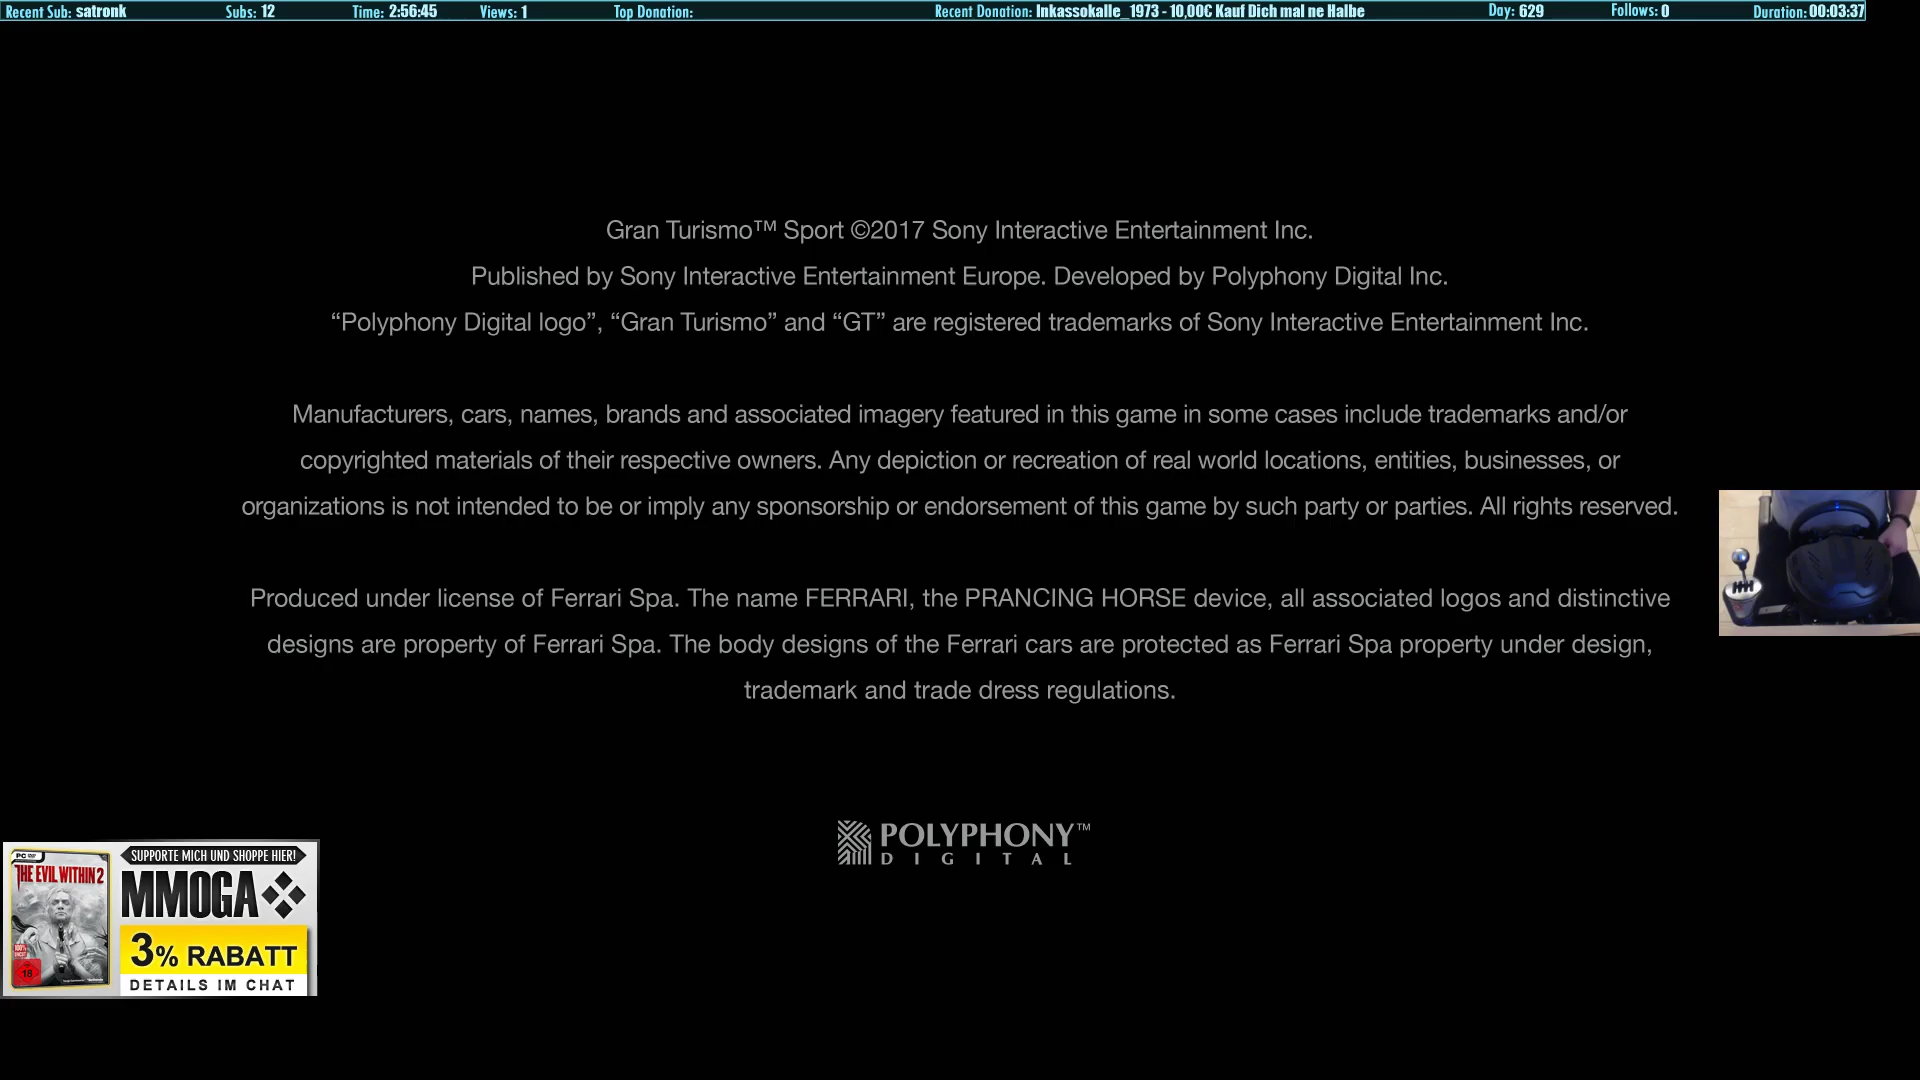 Recent Sub: satronk Subs: 12 Time: 2:56:45 Views: 1 Top Donation: Recent Donation: Inkassokalle_1973 - 10,00€ Kauf Dich mal ne Halbe Day: 629 Follows: 0 Duration: 00:03:37
Gran Turismo™ Sport ©2017 Sony Interactive Entertainment Inc.
Published by Sony Interactive Entertainment Europe. Developed by Polyphony Digital Inc.
“Polyphony Digital logo”, “Gran Turismo” and “GT” are registered trademarks of Sony Interactive Entertainment Inc.
Manufacturers, cars, names, brands and associated imagery featured in this game in some cases include trademarks and/or
copyrighted materials of their respective owners. Any depiction or recreation of real world locations, entities, businesses, or
organizations is not intended to be or imply any sponsorship or endorsement of this game by such party or parties. All rights reserved.
Produced under license of Ferrari Spa. The name FERRARI, the PRANCING HORSE device, all associated logos and distinctive
designs are property of Ferrari Spa. The body designs of the Ferrari cars are protected as Ferrari Spa property under design,
trademark and trade dress regulations.
POLYPHONY™
DIGITAL
SUPPORTE MICH UND SHOPPE HIER!
PC
THE EVIL WITHIN 2
MMOGA
3% RABATT
18
DETAILS IM CHAT